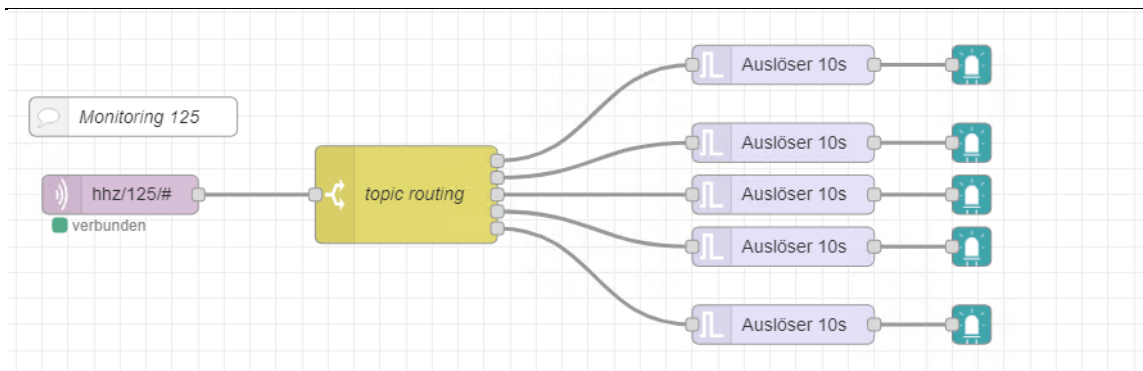 Auslöser 10s
Monitoring 125
Auslöser 10s
hhz/125/#
topic routing
Auslöser 10s
verbunden
Auslöser 10s
Auslöser 10s